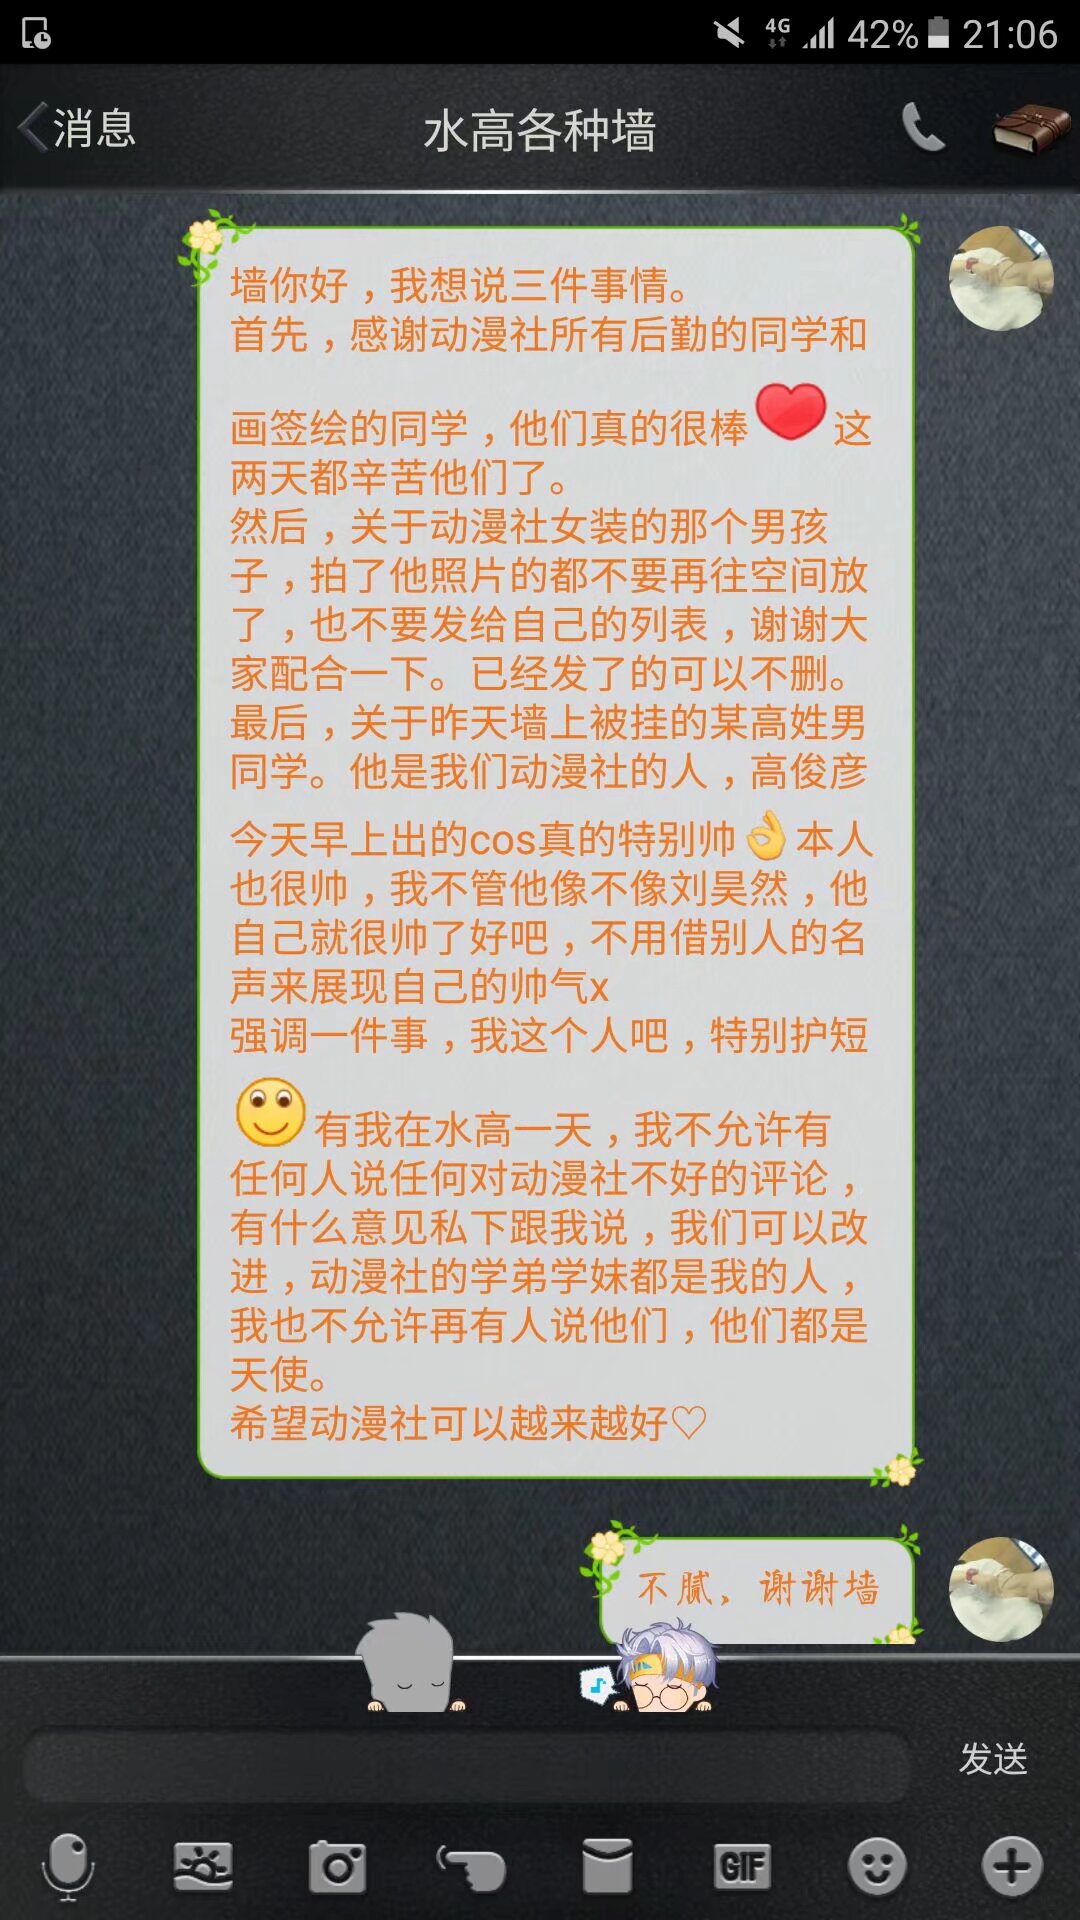 4G 42% 21:06
消息 水高各种墙
墙你好，我想说三件事情。
首先，感谢动漫社所有后勤的同学和
画签绘的同学，他们真的很棒❤️这
两天都辛苦他们了。
然后，关于动漫社女装的那个男孩
子，拍了他照片的都不要再往空间放
了，也不要发给自己的列表，谢谢大
家配合一下。已经发了的可以不删。
最后，关于昨天墙上被挂的某高姓男
同学。他是我们动漫社的人，高俊彦
今天早上出的cos真的特别帅👌本人
也很帅，我不管他像不像刘昊然，他
自己就很帅了好吧，不用借别人的名
声来展现自己的帅气x
强调一件事，我这个人吧，特别护短
🙂有我在水高一天，我不允许有
任何人说任何对动漫社不好的评论，
有什么意见私下跟我说，我们可以改
进，动漫社的学弟学妹都是我的人，
我也不允许再有人说他们，他们都是
天使。
希望动漫社可以越来越好♡
不腻，谢谢墙
发送
GIF